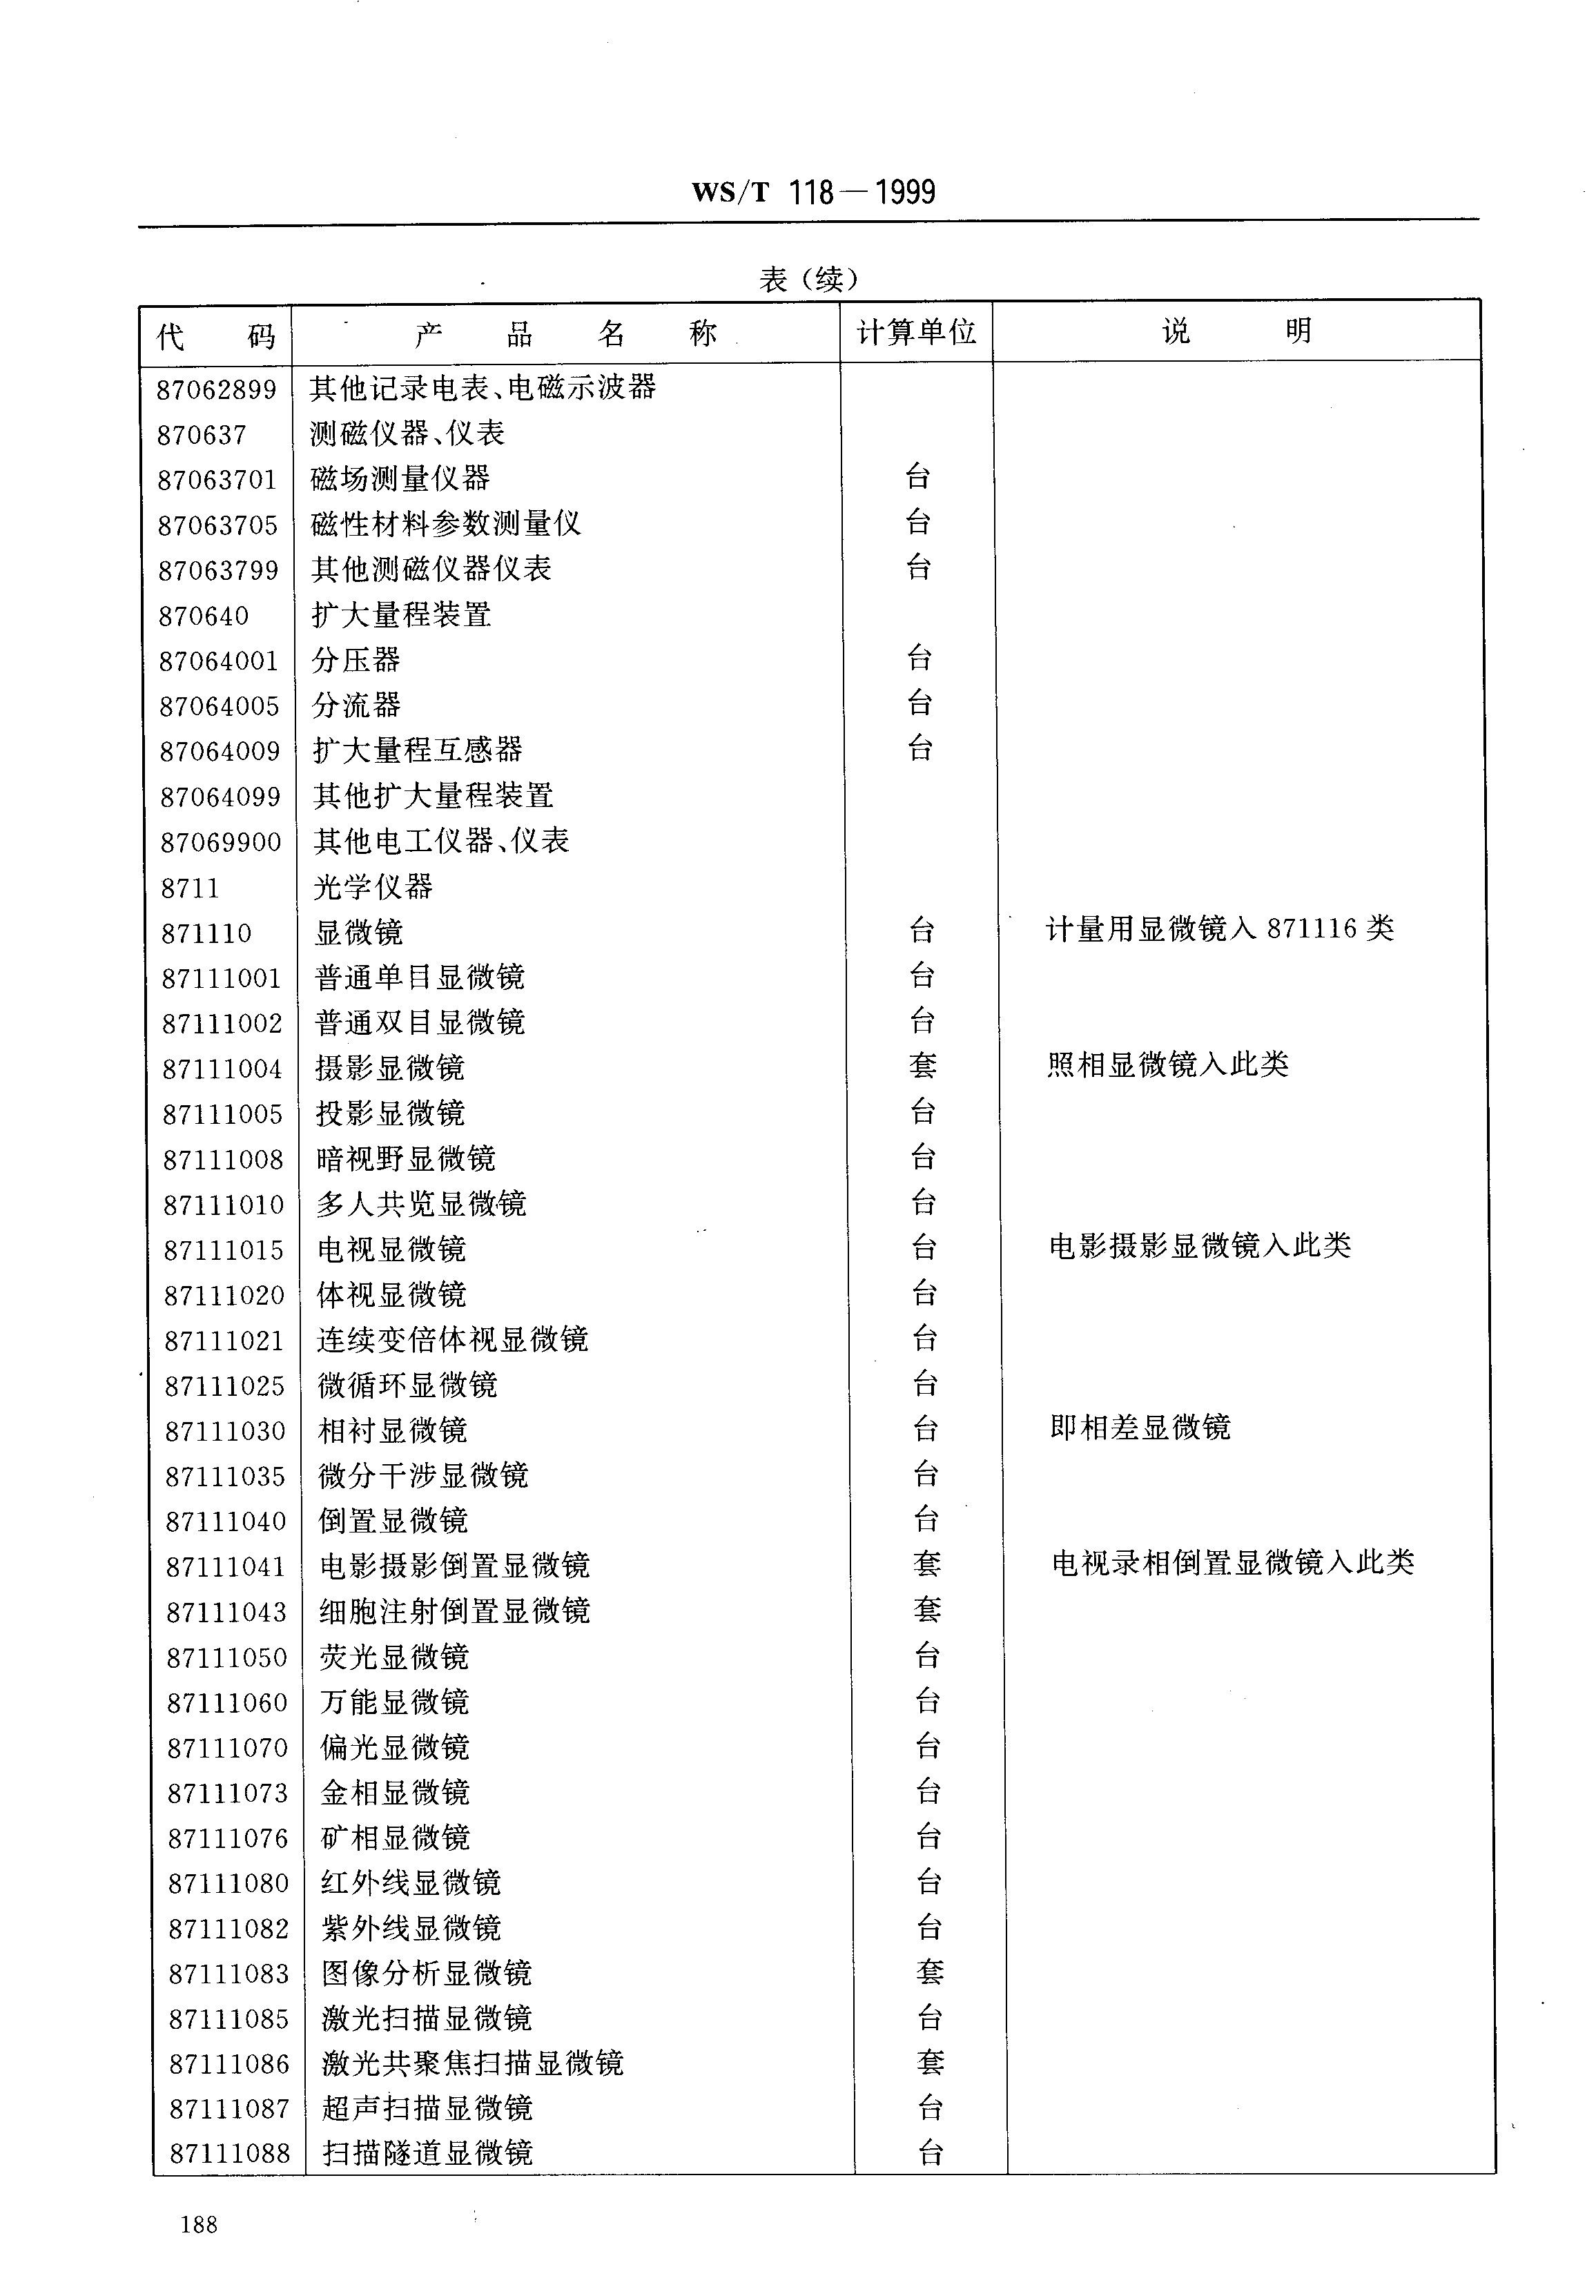 WS/T 118—1999
表(续)
代 码 产 品 名 称 计算单位 说 明
87062899 其他记录电表、电磁示波器
870637 测磁仪器、仪表
87063701 磁场测量仪器 台
87063705 磁性材料参数测量仪 台
87063799 其他测磁仪器仪表 台
870640 扩大量程装置
87064001 分压器 台
87064005 分流器 台
87064009 扩大量程互感器 台
87064099 其他扩大量程装置
87069900 其他电工仪器、仪表
8711 光学仪器
871110 显微镜 台 计量用显微镜入 871116 类
87111001 普通单目显微镜 台
87111002 普通双目显微镜 台
87111004 摄影显微镜 套 照相显微镜入此类
87111005 投影显微镜 台
87111008 暗视野显微镜 台
87111010 多人共览显微镜 台
87111015 电视显微镜 台 电影摄影显微镜入此类
87111020 体视显微镜 台
87111021 连续变倍体视显微镜 台
87111025 微循环显微镜 台
87111030 相衬显微镜 台 即相差显微镜
87111035 微分干涉显微镜 台
87111040 倒置显微镜 台
87111041 电影摄影倒置显微镜 套 电视录相倒置显微镜入此类
87111043 细胞注射倒置显微镜 套
87111050 荧光显微镜 台
87111060 万能显微镜 台
87111070 偏光显微镜 台
87111073 金相显微镜 台
87111076 矿相显微镜 台
87111080 红外线显微镜 台
87111082 紫外线显微镜 台
87111083 图像分析显微镜 套
87111085 激光扫描显微镜 台
87111086 激光共聚焦扫描显微镜 套
87111087 超声扫描显微镜 台
87111088 扫描隧道显微镜 台
188